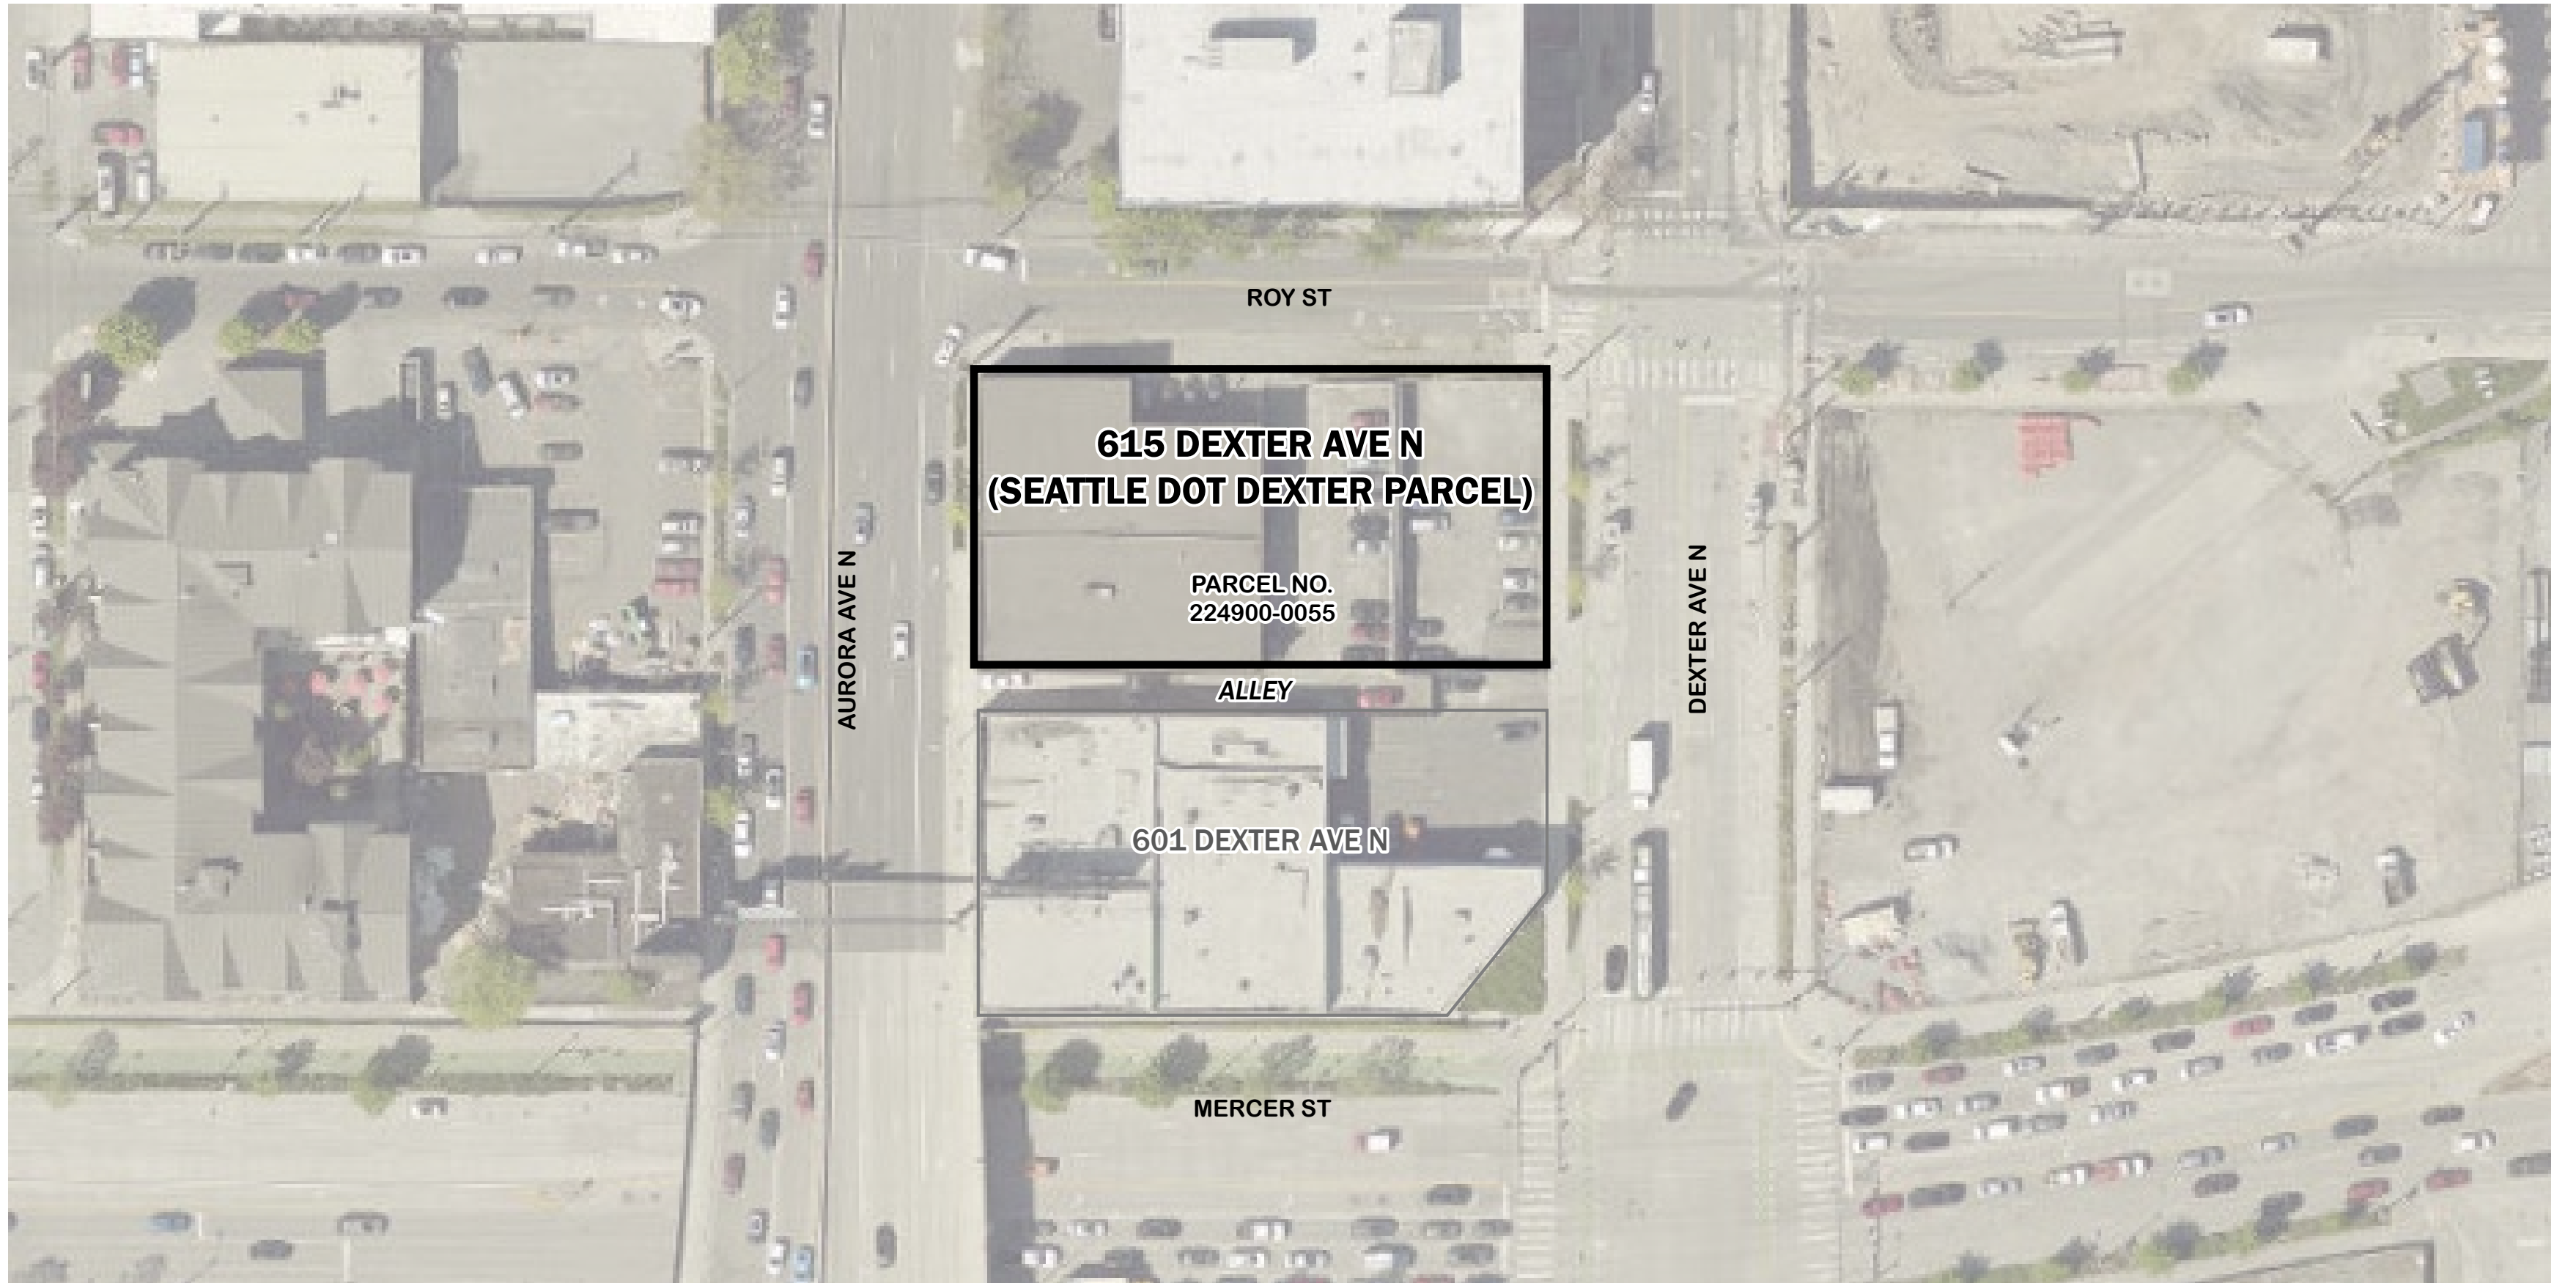 ROY ST
615 DEXTER AVE N
(SEATTLE DOT DEXTER PARCEL)
PARCEL NO.
224900-0055
AURORA AVE N
DEXTER AVE N
ALLEY
601 DEXTER AVE N
MERCER ST